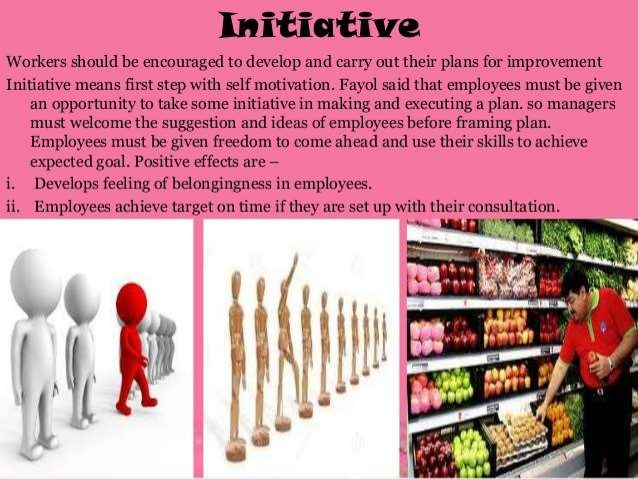 Initiative
Workers should be encouraged to develop and carry out their plans for improvement
Initiative means first step with self motivation. Fayol said that employees must be given
an opportunity to take some initiative in making and executing a plan. so managers
must welcome the suggestion and ideas of employees before framing plan.
Employees must be given freedom to come ahead and use their skills to achieve
expected goal. Positive effects are –
i. Develops feeling of belongingness in employees.
ii. Employees achieve target on time if they are set up with their consultation.